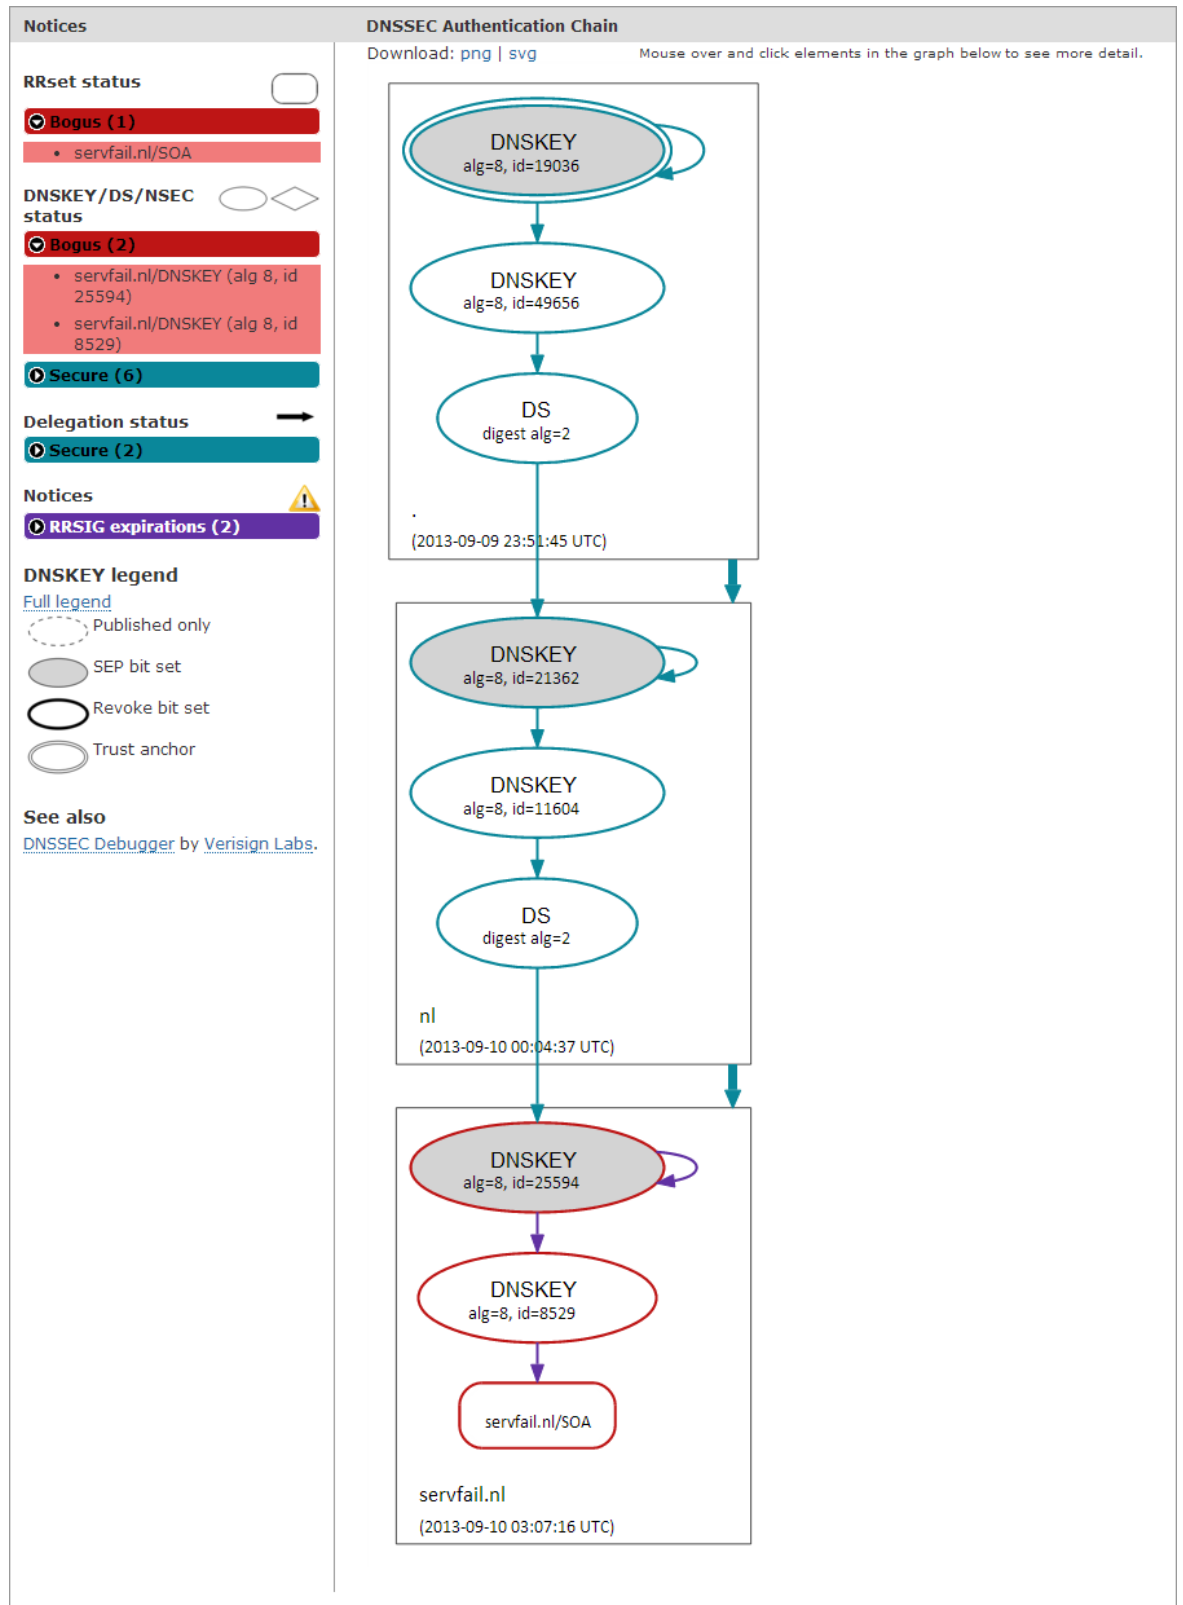 Notices
DNSSEC Authentication Chain
Download: png | svg
Mouse over and click elements in the graph below to see more detail.
RRset status
Bogus (1)
servfail.nl/SOA
DNSKEY/DS/NSEC
status
Bogus (2)
servfail.nl/DNSKEY (alg 8, id
25594)
servfail.nl/DNSKEY (alg 8, id
8529)
Secure (6)
Delegation status
Secure (2)
Notices
RRSIG expirations (2)
DNSKEY legend
Full legend
Published only
SEP bit set
Revoke bit set
Trust anchor
See also
DNSSEC Debugger by Verisign Labs.
DNSKEY
alg=8, id=19036
DNSKEY
alg=8, id=49656
DS
digest alg=2
.
(2013-09-09 23:51:45 UTC)
DNSKEY
alg=8, id=21362
DNSKEY
alg=8, id=11604
DS
digest alg=2
nl
(2013-09-10 00:04:37 UTC)
DNSKEY
alg=8, id=25594
DNSKEY
alg=8, id=8529
servfail.nl/SOA
servfail.nl
(2013-09-10 03:07:16 UTC)